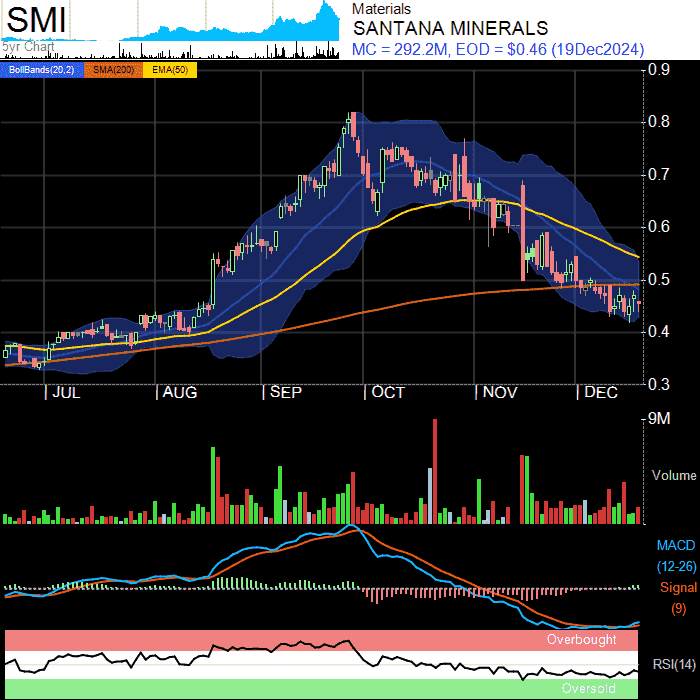 SMI
5yr Chart
Materials
SANTANA MINERALS
MC = 292.2M, EOD = $0.46 (19Dec2024)
BollBands(20,2) SMA(200) EMA(50)
0.9
0.8
0.7
0.6
0.5
0.4
0.3
| JUL | AUG | SEP | OCT | NOV | DEC
9M
Volume
MACD
(12-26)
Signal
(9)
Overbought
RSI(14)
Oversold